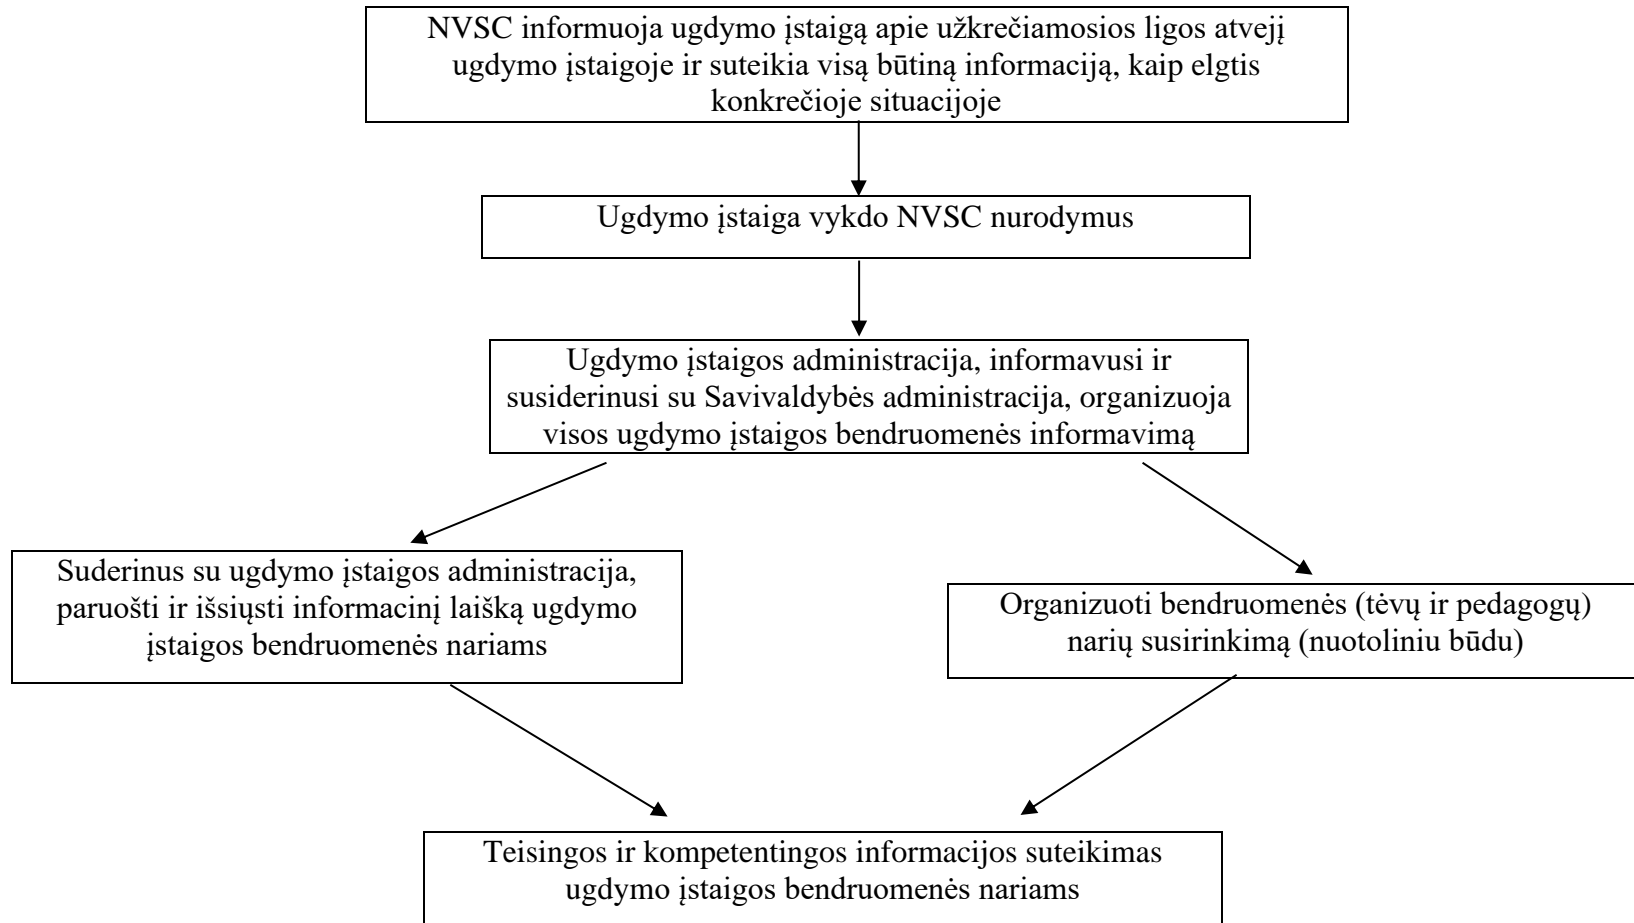 NVSC informuoja ugdymo įstaigą apie užkrečiamosios ligos atvejį
ugdymo įstaigoje ir suteikia visą būtiną informaciją, kaip elgtis
konkrečioje situacijoje
Ugdymo įstaiga vykdo NVSC nurodymus
Ugdymo įstaigos administracija, informavusi ir
susiderinusi su Savivaldybės administracija, organizuoja
visos ugdymo įstaigos bendruomenės informavimą
Suderinus su ugdymo įstaigos administracija,
paruošti ir išsiųsti informacinį laišką ugdymo
įstaigos bendruomenės nariams
Organizuoti bendruomenės (tėvų ir pedagogų)
narių susirinkimą (nuotoliniu būdu)
Teisingos ir kompetentingos informacijos suteikimas
ugdymo įstaigos bendruomenės nariams